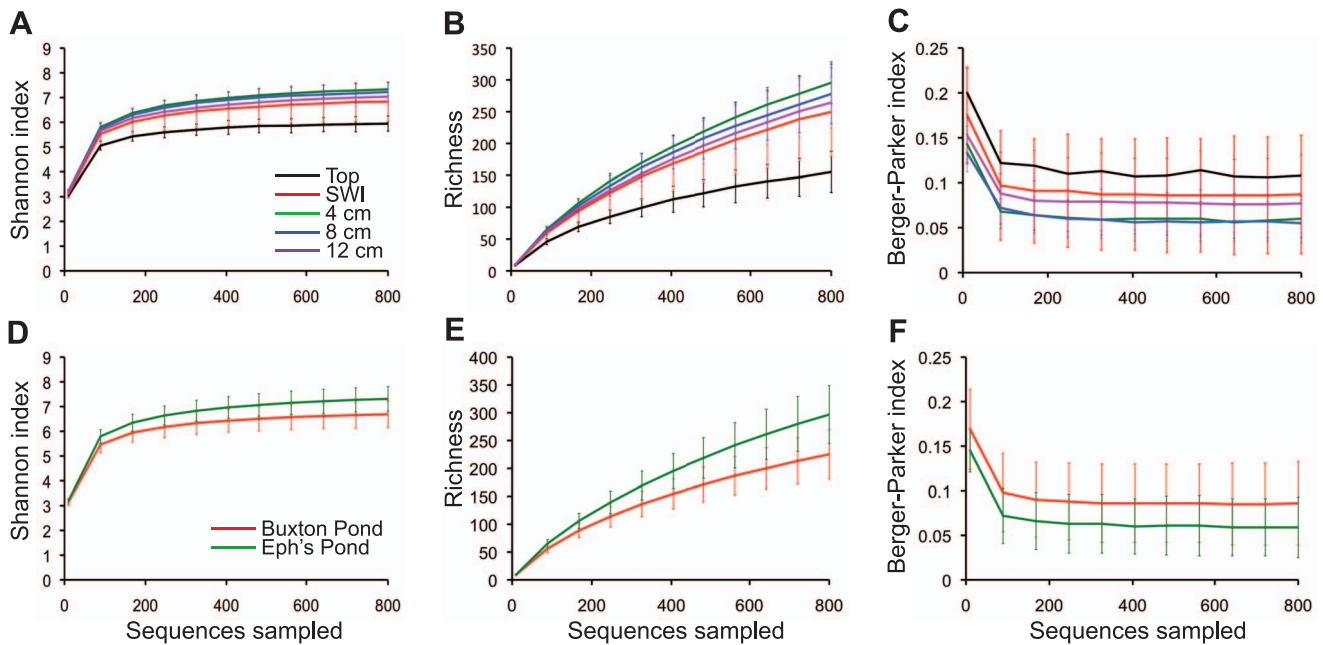 A
Shannon index
9
8
7
6
5
4
3
2
1
0
0 200 400 600 800
Top
SWI
4 cm
8 cm
12 cm
B
Richness
350
300
250
200
150
100
50
0
0 200 400 600 800
C
Berger-Parker index
0.25
0.2
0.15
0.1
0.05
0
0 200 400 600 800
D
Shannon index
9
8
7
6
5
4
3
2
1
0
0 200 400 600 800
Buxton Pond
Eph's Pond
Sequences sampled
E
Richness
400
350
300
250
200
150
100
50
0
0 200 400 600 800
Sequences sampled
F
Berger-Parker index
0.25
0.2
0.15
0.1
0.05
0
0 200 400 600 800
Sequences sampled